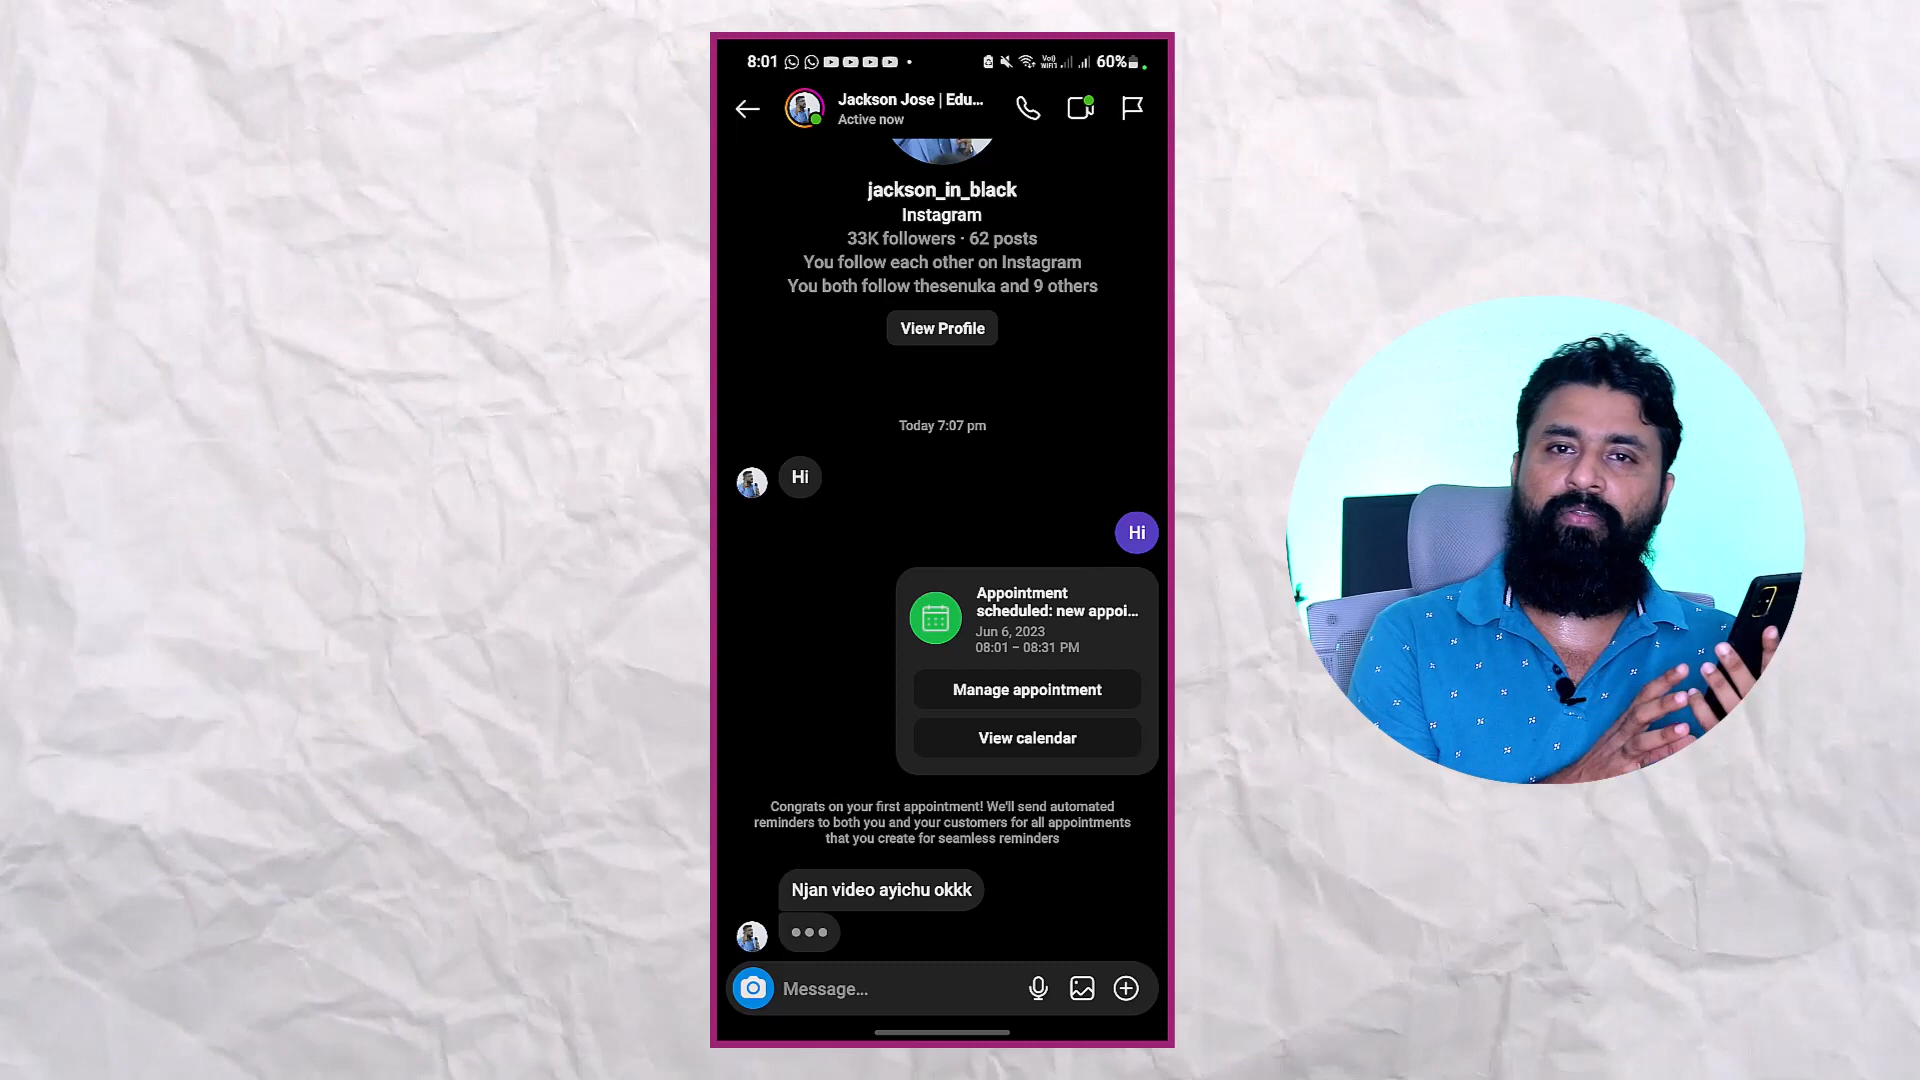 8:01
VoD
WIFI1
60%
Jackson Jose | Edu...
Active now
jackson_in_black
Instagram
33K followers · 62 posts
You follow each other on Instagram
You both follow thesenuka and 9 others
View Profile
Today 7:07 pm
Hi
Hi
Appointment
scheduled: new appoi...
Jun 6, 2023
08:01 – 08:31 PM
Manage appointment
View calendar
Congrats on your first appointment! We'll send automated
reminders to both you and your customers for all appointments
that you create for seamless reminders
Njan video ayichu okkk
Message...